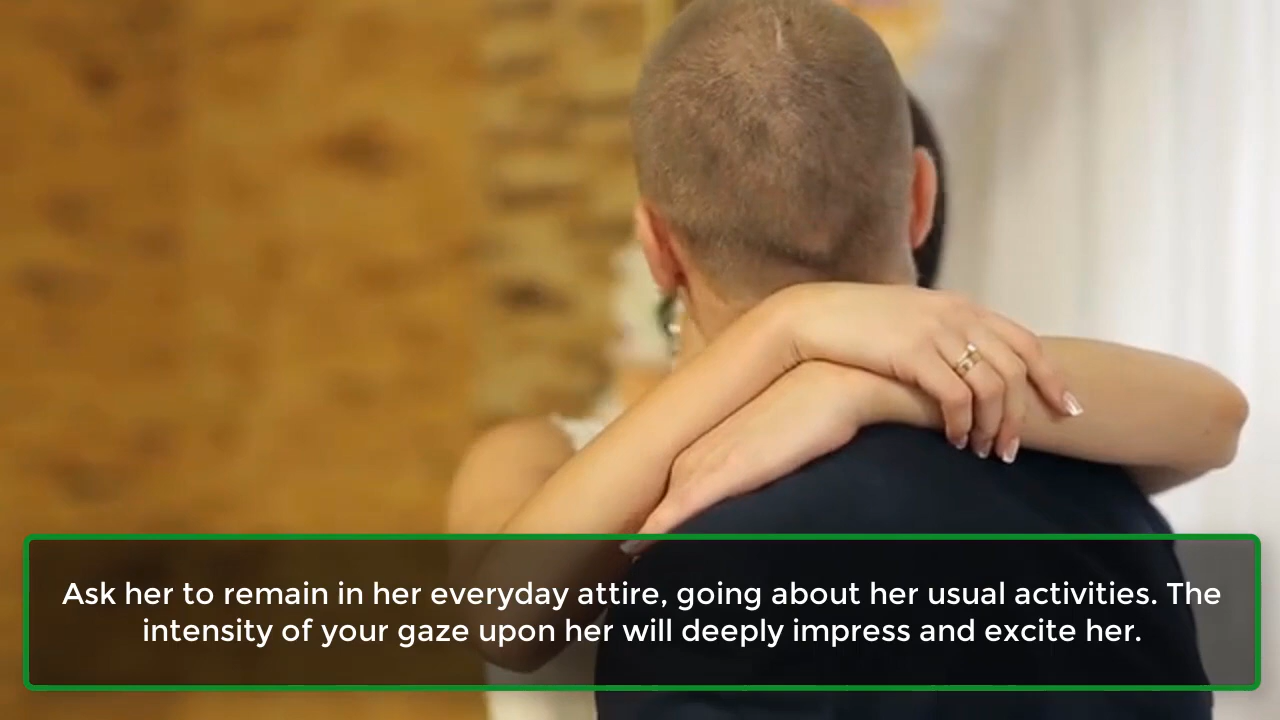 Ask her to remain in her everyday attire, going about her usual activities. The
intensity of your gaze upon her will deeply impress and excite her.